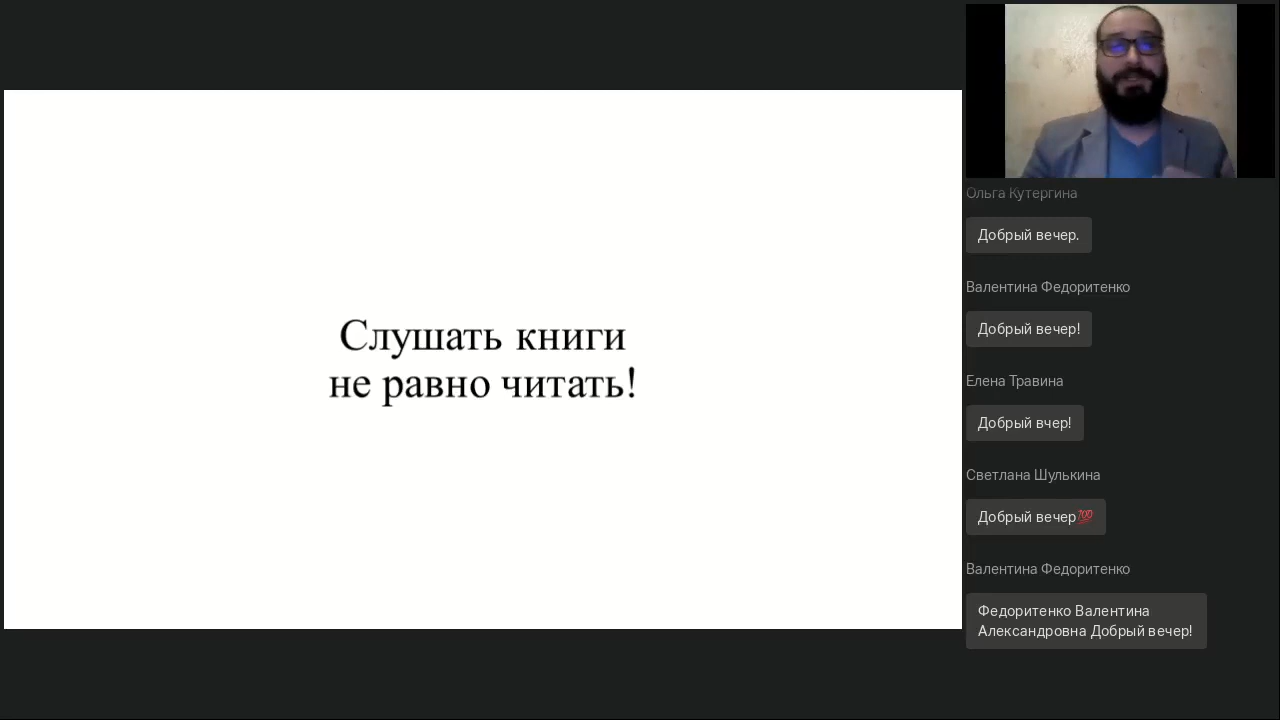 Слушать книги
не равно читать!
Ольга Кутергина
Добрый вечер.
Валентина Федоритенко
Добрый вечер!
Елена Травина
Добрый вчер!
Светлана Шулькина
Добрый вечер💯
Валентина Федоритенко
Федоритенко Валентина
Александровна Добрый вечер!